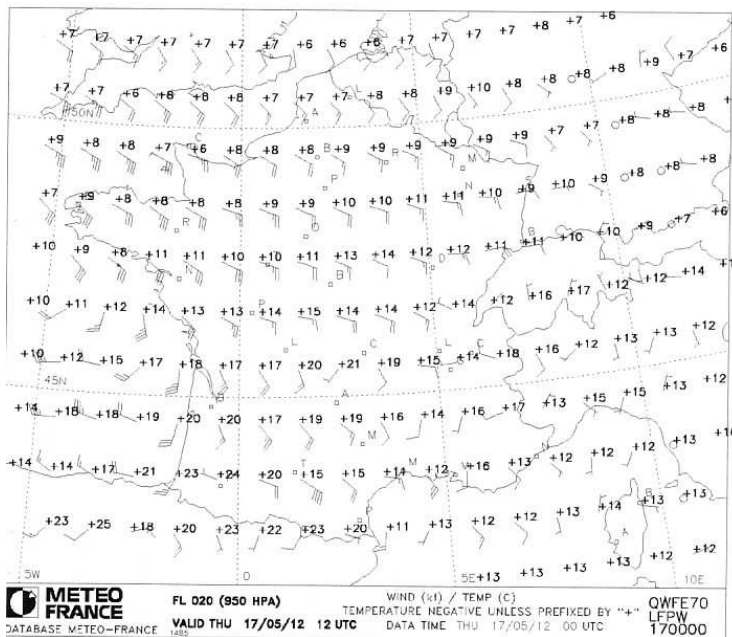 +7 +7 +7 +7 +7 +7 +7 +6 +6 +6 +7 +7 +7 +7 +8 +7 +6
+7 +7 +6 +8 +8 +8 +7 +7 +7 +8 +8 +9 +10 +8 +8 +8 +8 +9 +7 +6
50N
+9 +8 +8 +7 +6 +8 +8 +8 +9 +9 +9 +9 +9 +9 +7 +7 +8 +8 +8
+7 +9 +8 +8 +8 +8 +9 +9 +10 +10 +11 +11 +10 +9 +10 +9 +8 +8 +8
+10 +9 +8 +11 +11 +10 +10 +11 +13 +14 +12 +12 +11 +11 +10 +10 +9 +7 +6
+10 +11 +12 +14 +13 +13 +14 +15 +14 +14 +12 +14 +12 +16 +17 +12 +12 +14
+10 +12 +15 +17 +18 +17 +17 +20 +21 +19 +15 +14 +18 +16 +12 +13 +13 +12
45N
+14 +18 +18 +19 +20 +20 +17 +19 +19 +16 +14 +16 +17 +13 +15 +15 +13 +12
+14 +14 +17 +21 +23 +24 +20 +15 +15 +11 +12 +16 +13 +12 +12 +12 +13
+23 +25 +18 +20 +23 +22 +23 +20 +11 +13 +12 +12 +13 +14 +13 +13
+13 +13 +13 +13 +12 +12
5W 0 5E 10E
METEO
FRANCE
DATABASE METEO-FRANCE
FL 020 (950 HPA)
VALID THU 17/05/12 12 UTC
1485
WIND (kt) / TEMP (C)
TEMPERATURE NEGATIVE UNLESS PREFIXED BY "+"
DATA TIME THU 17/05/12 00 UTC
QWFE70
LFPW
170000